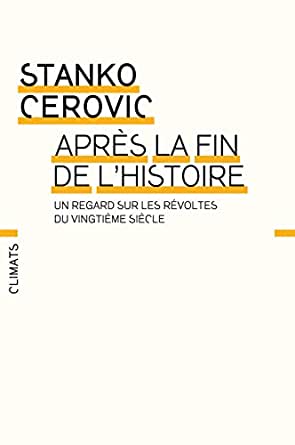 STANKO
CEROVIC
APRÈS LA FIN
DE L'HISTOIRE
UN REGARD SUR LES RÉVOLTES
DU VINGTIÈME SIÈCLE
CLIMATS